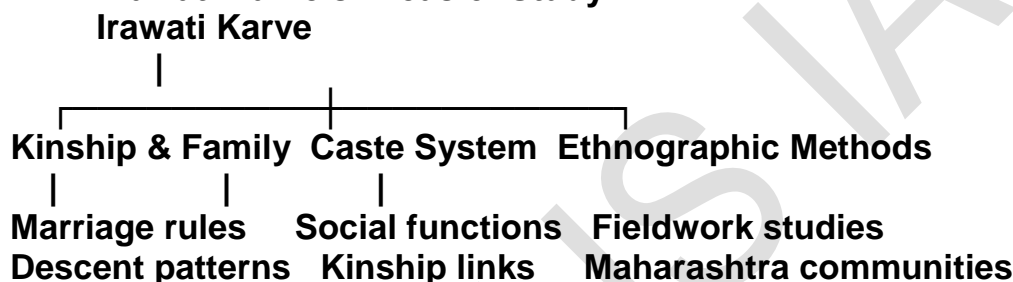 Irawati Karve
Kinship & Family Caste System Ethnographic Methods
Marriage rules Social functions Fieldwork studies
Descent patterns Kinship links Maharashtra communities